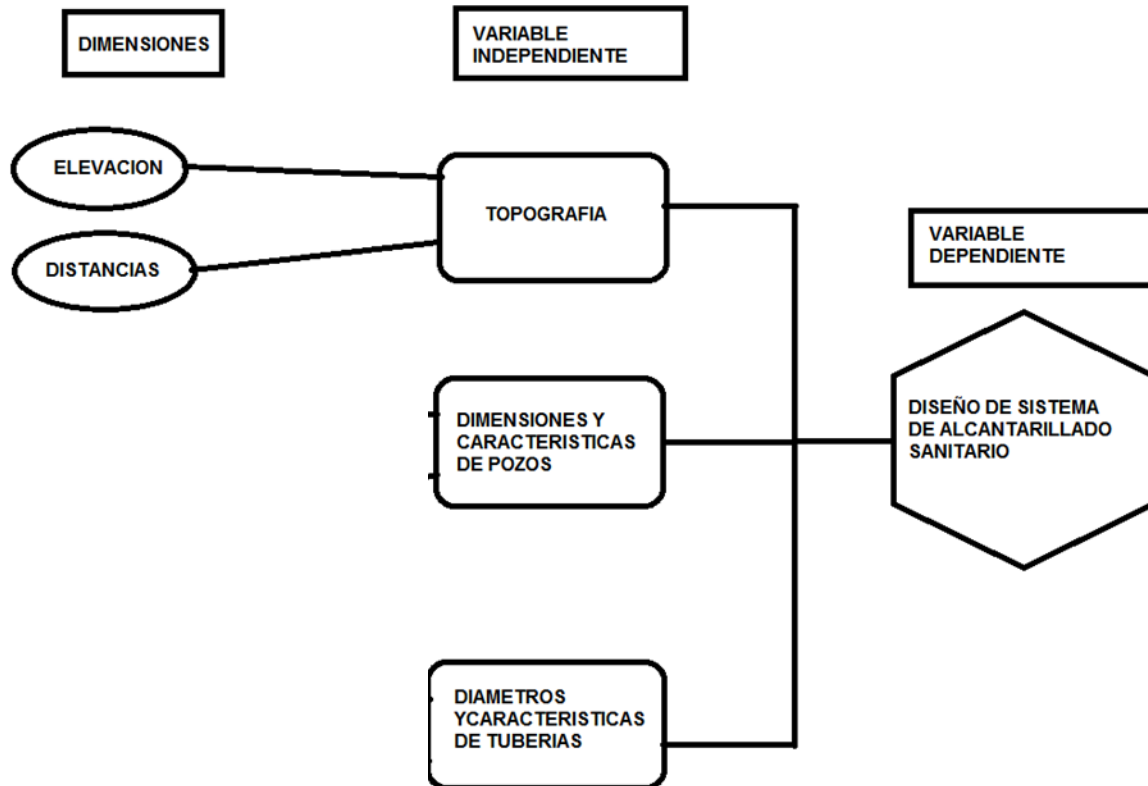 DIMENSIONES
VARIABLE
INDEPENDIENTE
ELEVACION
TOPOGRAFIA
DISTANCIAS
VARIABLE
DEPENDIENTE
DIMENSIONES Y
CARACTERISTICAS
DE POZOS
DISEÑO DE SISTEMA
DE ALCANTARILLADO
SANITARIO
DIAMETROS
YCARACTERISTICAS
DE TUBERIAS